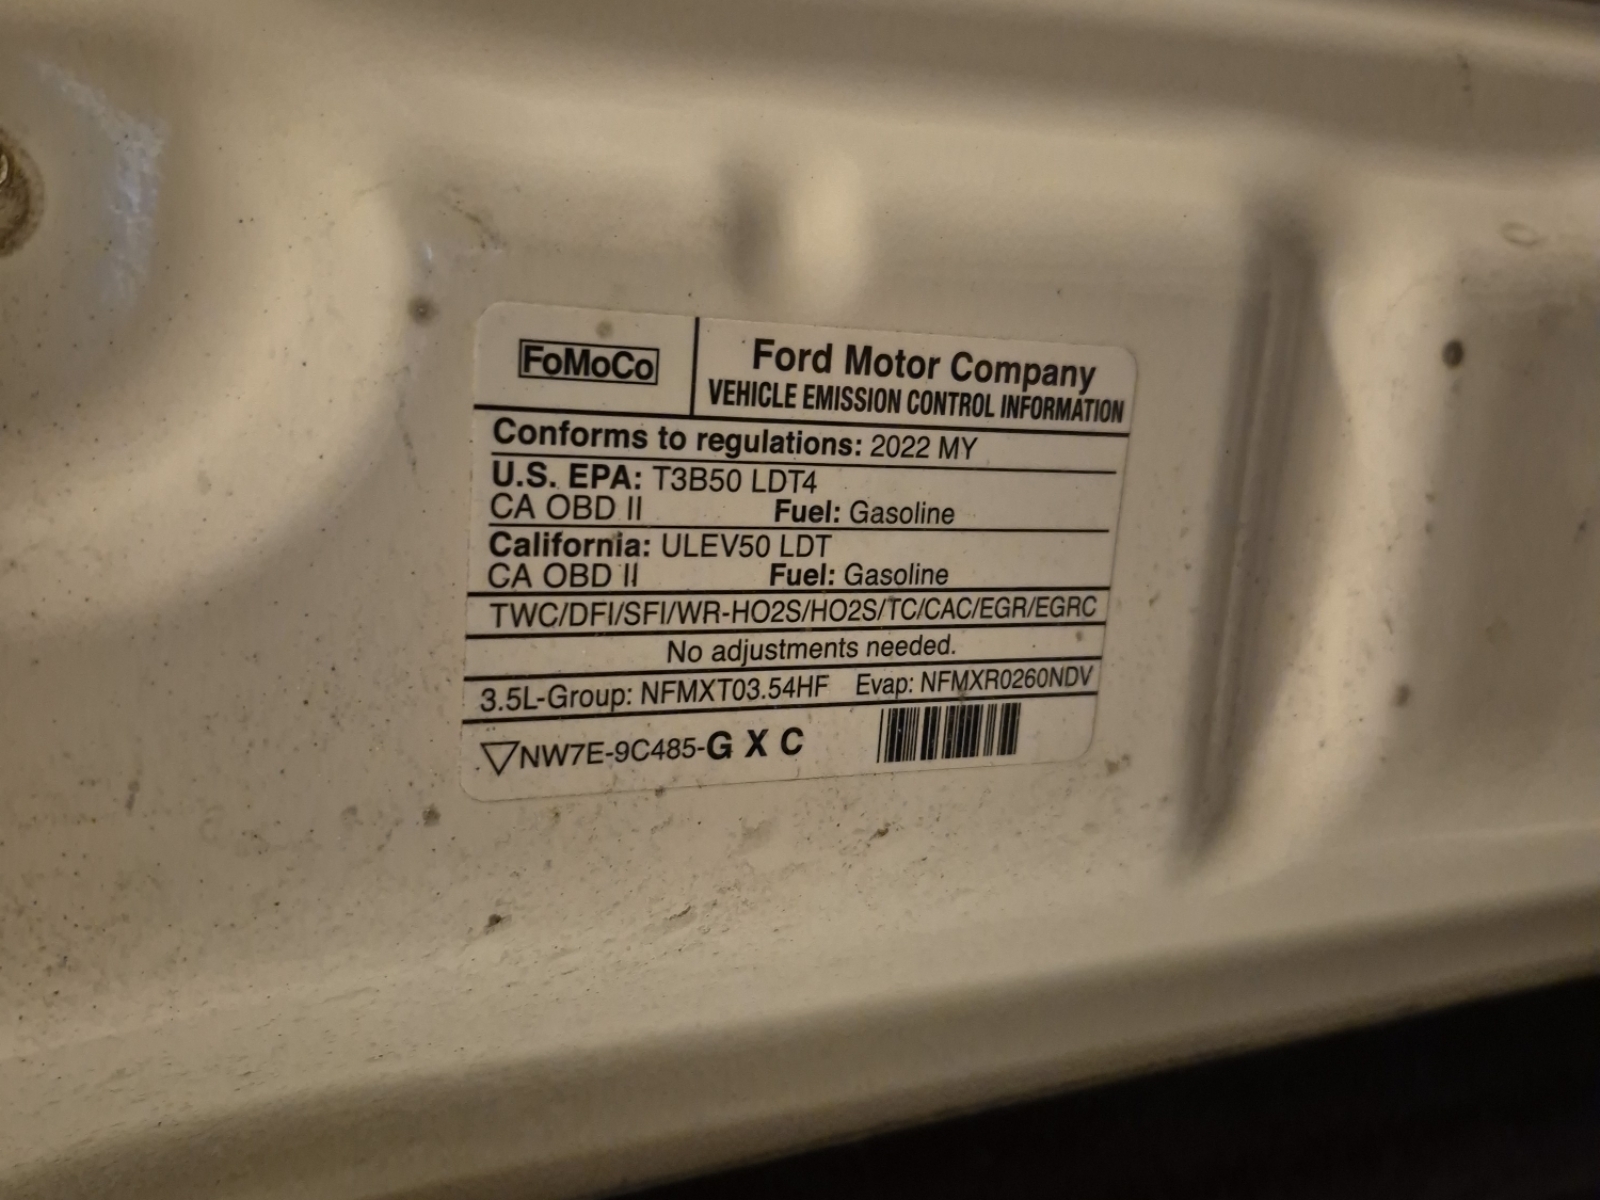 FoMoCo
Ford Motor Company
VEHICLE EMISSION CONTROL INFORMATION
Conforms to regulations: 2022 MY
U.S. EPA: T3B50 LDT4
CA OBD II Fuel: Gasoline
California: ULEV50 LDT
CA OBD II Fuel: Gasoline
TWC/DFI/SFI/WR-HO2S/HO2S/TC/CAC/EGR/EGRC
No adjustments needed.
3.5L-Group: NFMXT03.54HF Evap: NFMXR0260NDV
NW7E-9C485-G X C